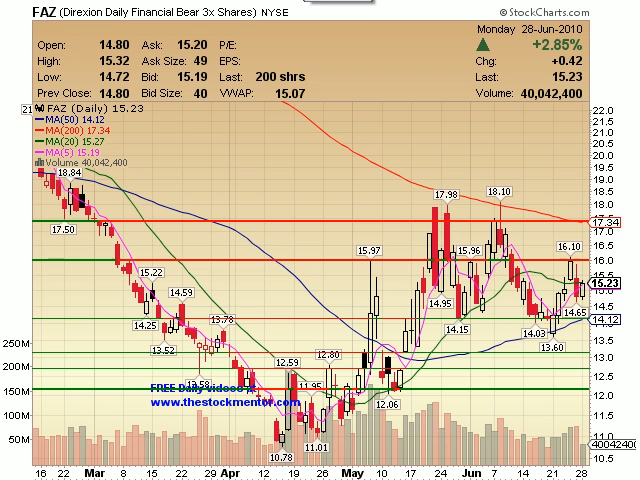 FAZ (Direxion Daily Financial Bear 3x Shares) NYSE © StockCharts.com
Monday 28-Jun-2010
Open: 14.80 Ask: 15.20 P/E: +2.85%
High: 15.32 Ask Size: 49 EPS: Chg: +0.42
Low: 14.72 Bid: 15.19 Last: 200 shrs Last: 15.23
Prev Close: 14.80 Bid Size: 40 VWAP: 15.07 Volume: 40,042,400
FAZ (Daily) 15.23
MA(50) 14.12
MA(200) 17.34
MA(20) 15.27
MA(5) 15.19
Volume 40,042,400
21
18.84
17.50
15.22
14.25
13.52
14.59
13.58
13.78
10.78
12.59
11.95
11.01
12.80
15.97
12.06
17.98
14.95
14.15
15.96
18.10
14.03
13.60
16.10
14.65
FREE Daily videos
www.thestockmentor.com
22.0
21.5
21.0
20.5
20.0
19.5
19.0
18.5
18.0
17.34
17.0
16.5
16.0
15.5
15.23
15.0
14.5
14.12
13.5
13.0
12.5
12.0
11.5
11.0
10.5
40042400
250M
200M
150M
100M
50M
16 22 Mar 8 15 22 Apr 12 19 26 May 10 17 24 Jun 7 14 21 28